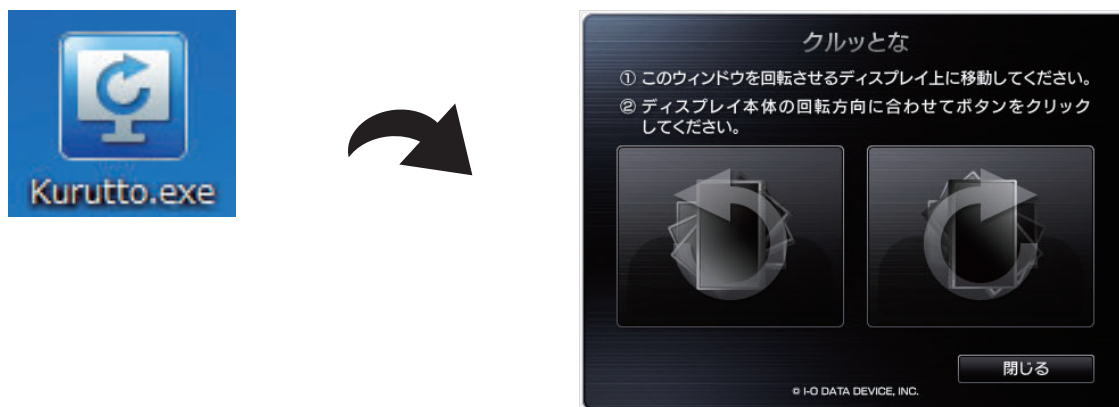 Kurutto.exe
クルッとな
① このウィンドウを回転させるディスプレイ上に移動してください。
② ディスプレイ本体の回転方向に合わせてボタンをクリック
してください。
閉じる
© I-O DATA DEVICE, INC.